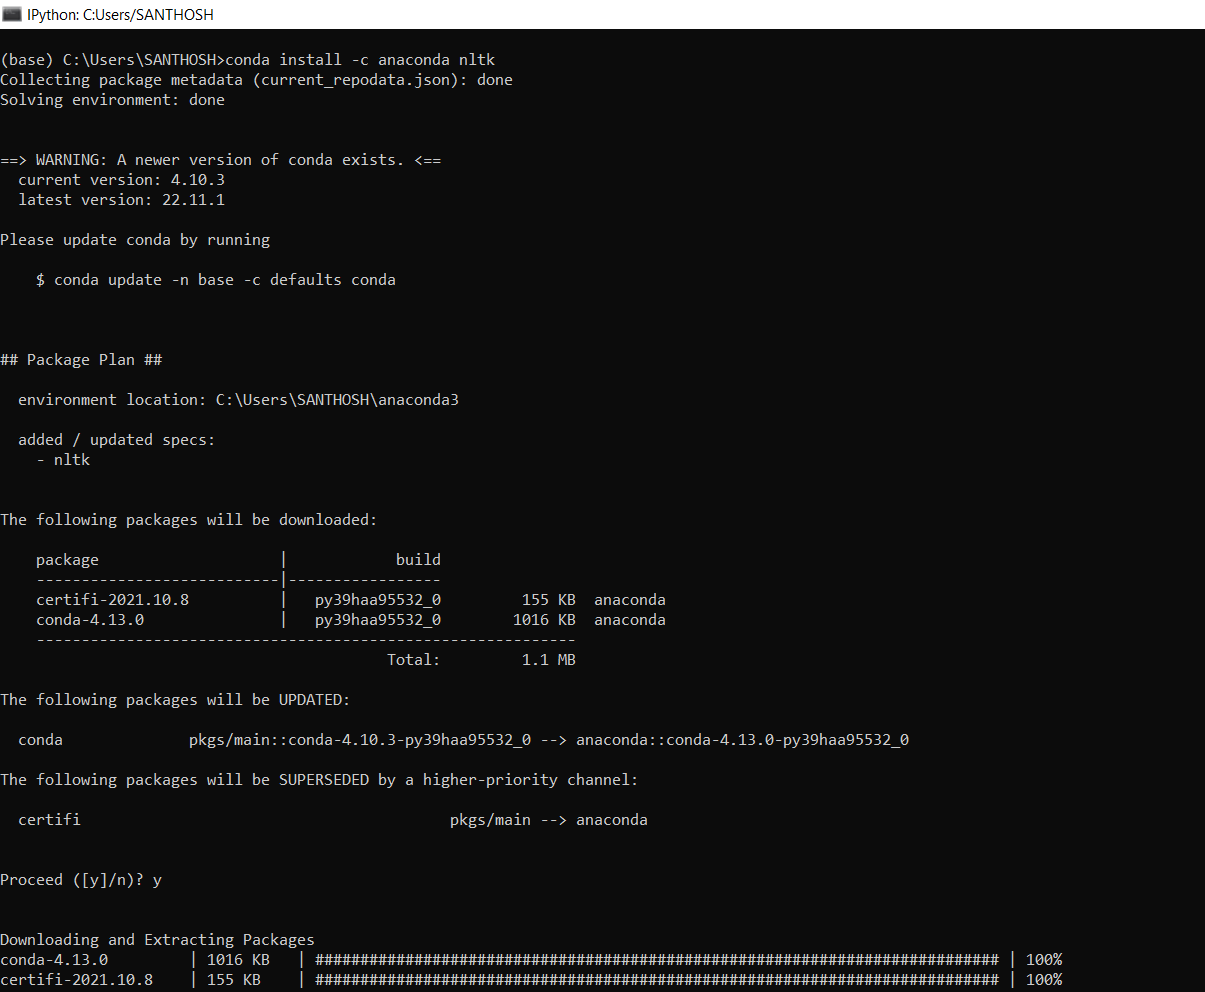 IPython: C:Users/SANTHOSH
(base) C:\Users\SANTHOSH>conda install -c anaconda nltk
Collecting package metadata (current_repodata.json): done
Solving environment: done
==> WARNING: A newer version of conda exists. <==
  current version: 4.10.3
  latest version: 22.11.1
Please update conda by running
    $ conda update -n base -c defaults conda
## Package Plan ##
  environment location: C:\Users\SANTHOSH\anaconda3
  added / updated specs:
    - nltk
The following packages will be downloaded:
    package                    |            build
    ---------------------------|-----------------
    certifi-2021.10.8          |   py39haa95532_0         155 KB  anaconda
    conda-4.13.0               |   py39haa95532_0        1016 KB  anaconda
    ------------------------------------------------------------
                                           Total:         1.1 MB
The following packages will be UPDATED:
  conda              pkgs/main::conda-4.10.3-py39haa95532_0 --> anaconda::conda-4.13.0-py39haa95532_0
The following packages will be SUPERSEDED by a higher-priority channel:
  certifi                                         pkgs/main --> anaconda
Proceed ([y]/n)? y
Downloading and Extracting Packages
conda-4.13.0         | 1016 KB   | ############################################################################ | 100%
certifi-2021.10.8    | 155 KB    | ############################################################################ | 100%